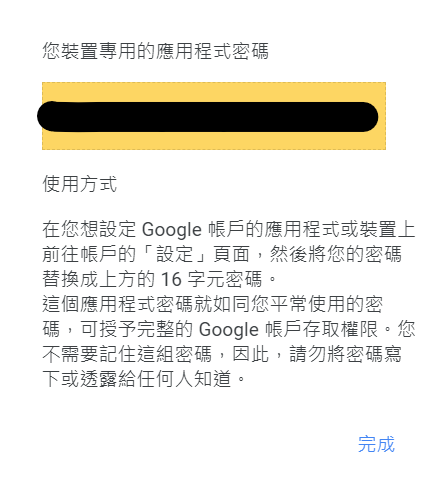 您裝置專用的應用程式密碼
使用方式
在您想設定 Google 帳戶的應用程式或裝置上
前往帳戶的「設定」頁面，然後將您的密碼
替換成上方的 16 字元密碼。
這個應用程式密碼就如同您平常使用的密
碼，可授予完整的 Google 帳戶存取權限。您
不需要記住這組密碼，因此，請勿將密碼寫
下或透露給任何人知道。
完成